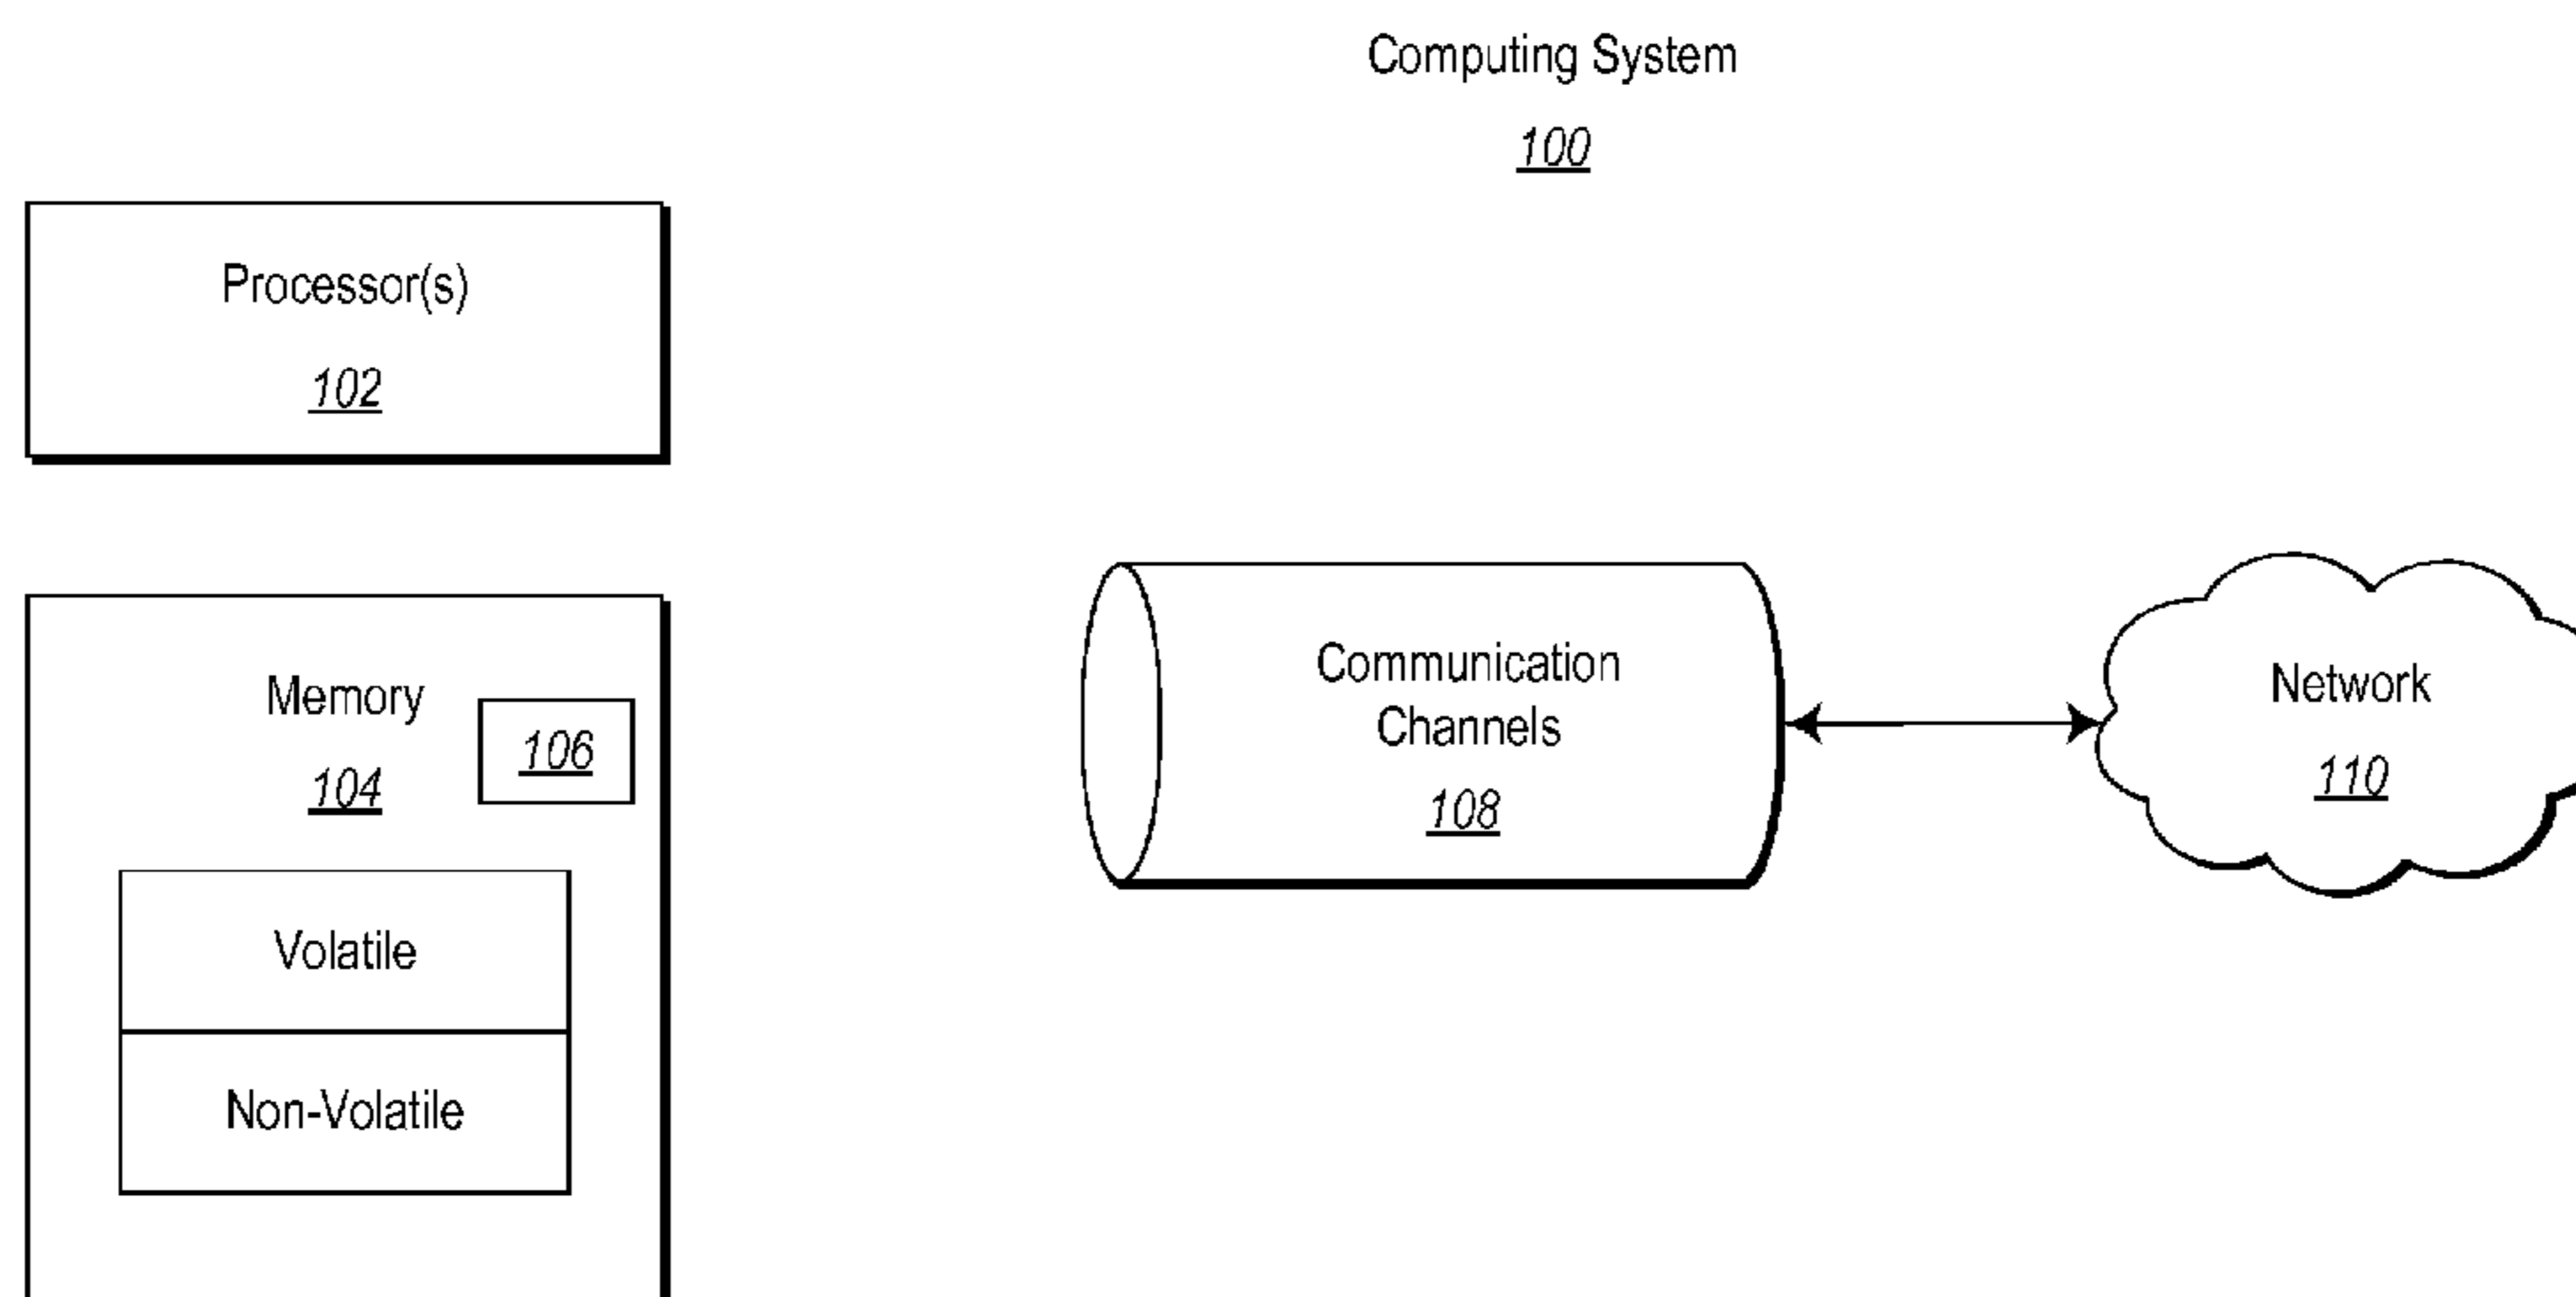 Computing System
100
Processor(s)
102
Memory
104
106
Volatile
Non-Volatile
Communication
Channels
108
Network
110